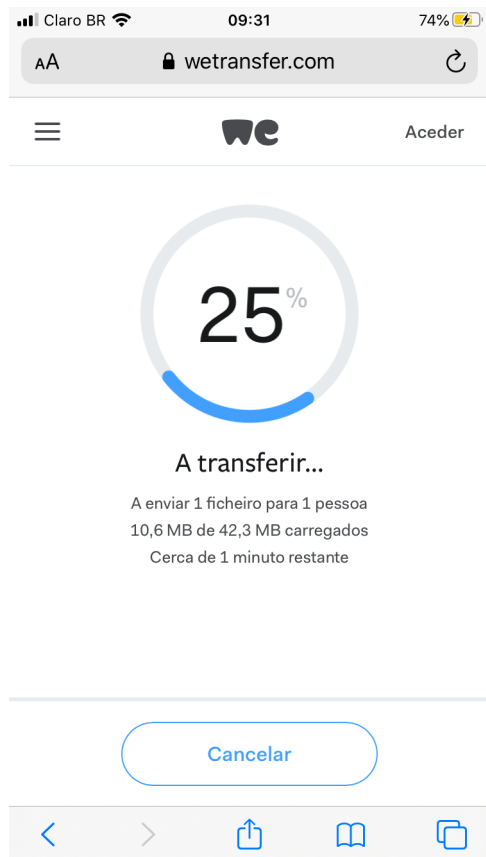 Claro BR 09:31 74%
AA wetransfer.com
we Aceder
25%
A transferir...
A enviar 1 ficheiro para 1 pessoa
10,6 MB de 42,3 MB carregados
Cerca de 1 minuto restante
Cancelar